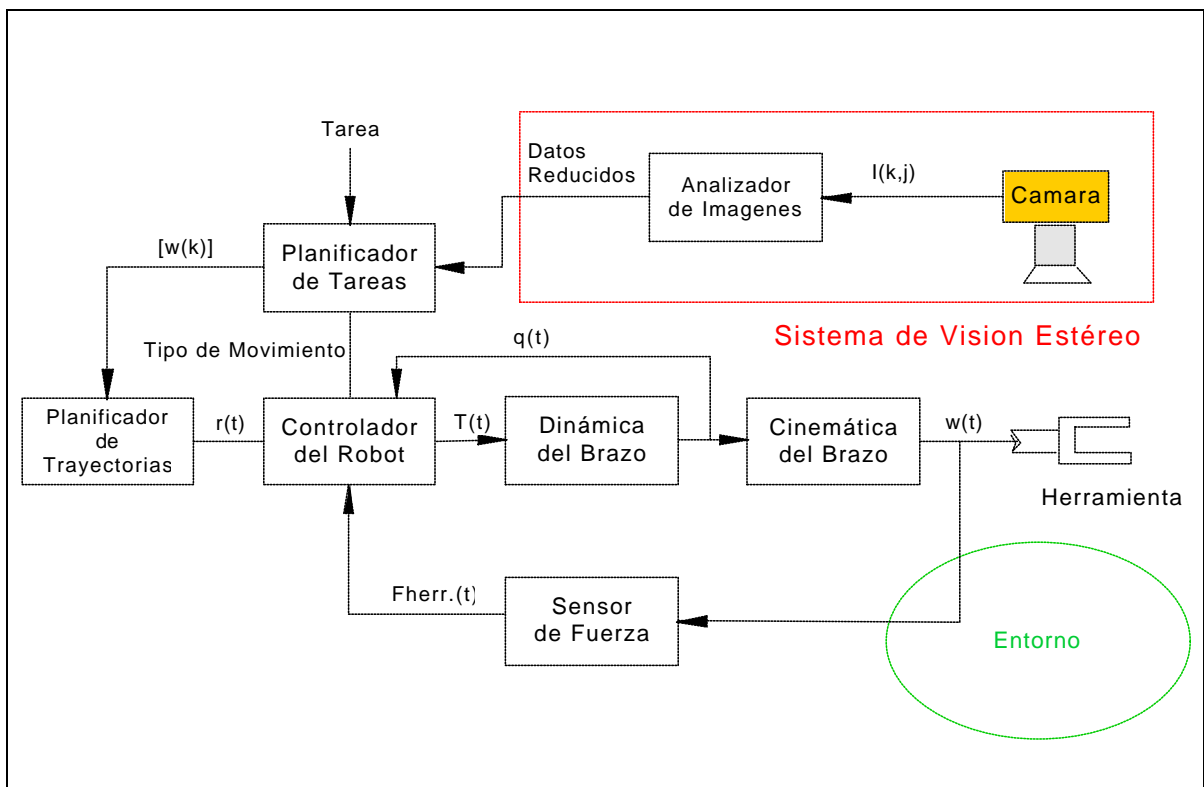 Tarea
Datos
Reducidos
Analizador
de Imagenes
I(k,j)
Camara
[w(k)]
Planificador
de Tareas
Sistema de Vision Estéreo
Tipo de Movimiento
q(t)
Planificador
de
Trayectorias
r(t)
Controlador
del Robot
T(t)
Dinámica
del Brazo
Cinemática
del Brazo
w(t)
Herramienta
Fherr.(t)
Sensor
de Fuerza
Entorno